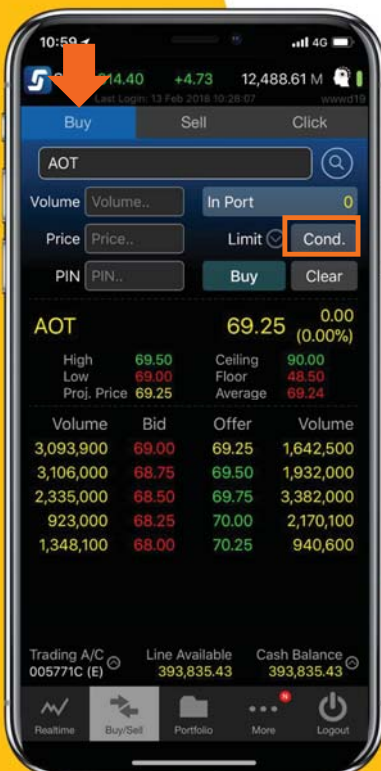 10:59 4G
S 14.40 +4.73 12,488.61 M
Last Login: 13 Feb 2018 10:26:07 wwwd19
Buy Sell Click
AOT
Volume Volume.. In Port 0
Price Price.. Limit Cond.
PIN PIN.. Buy Clear
AOT 69.25 0.00
(0.00%)
High 69.50 Ceiling 90.00
Low 69.00 Floor 48.50
Proj. Price 69.25 Average 69.24
Volume Bid Offer Volume
3,093,900 69.00 69.25 1,642,500
3,106,000 68.75 69.50 1,932,000
2,335,000 68.50 69.75 3,382,000
923,000 68.25 70.00 2,170,100
1,348,100 68.00 70.25 940,600
Trading A/C Line Available Cash Balance
005771C (E) 393,835.43 393,835.43
N
Realtime Buy/Sell Portfolio More Logout